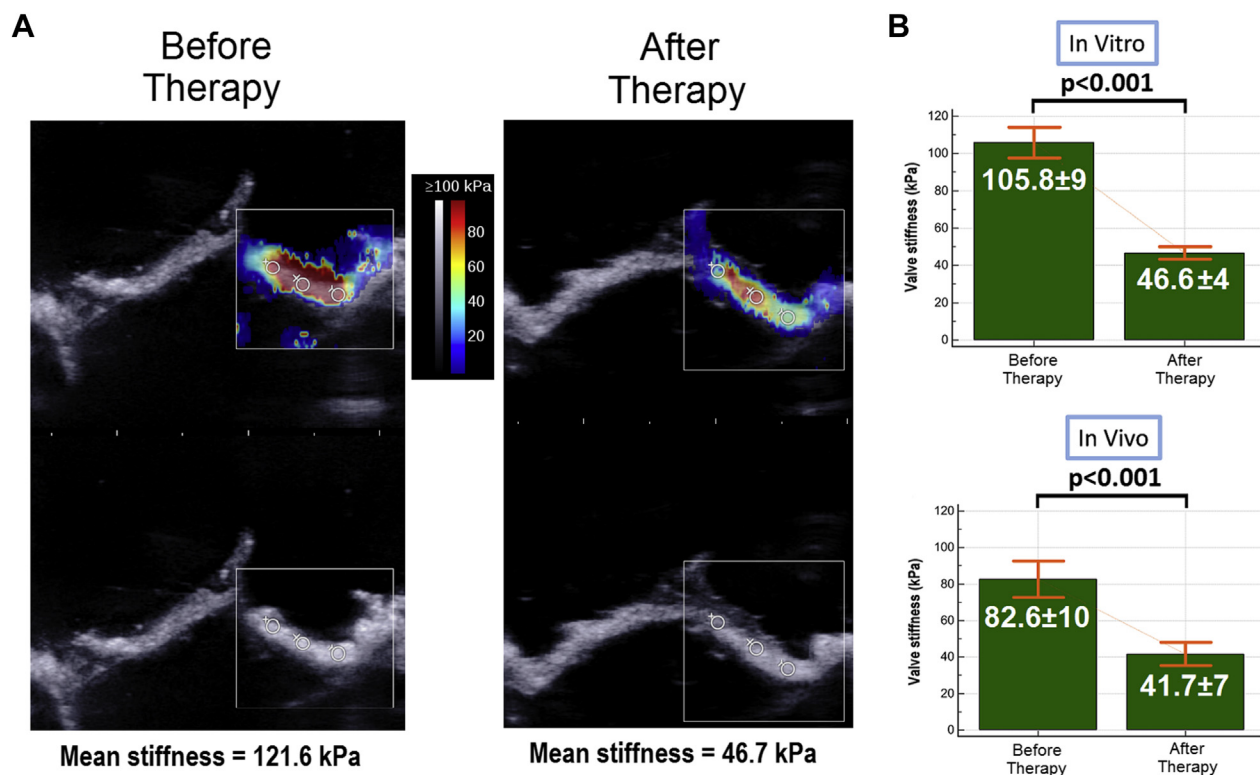 A
Before
Therapy
After
Therapy
≥100 kPa
80
60
40
20
Mean stiffness = 121.6 kPa
Mean stiffness = 46.7 kPa
B
In Vitro
p<0.001
Valve stiffness (kPa)
120
100
80
60
40
20
0
105.8±9
46.6±4
Before
Therapy
After
Therapy
In Vivo
p<0.001
Valve stiffness (kPa)
120
100
80
60
40
20
0
82.6±10
41.7±7
Before
Therapy
After
Therapy